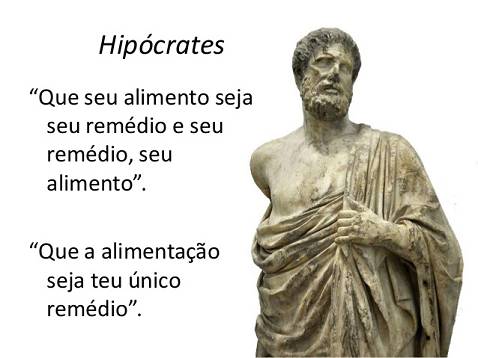 Hipócrates
“Que seu alimento seja
seu remédio e seu
remédio, seu
alimento”.
“Que a alimentação
seja teu único
remédio”.